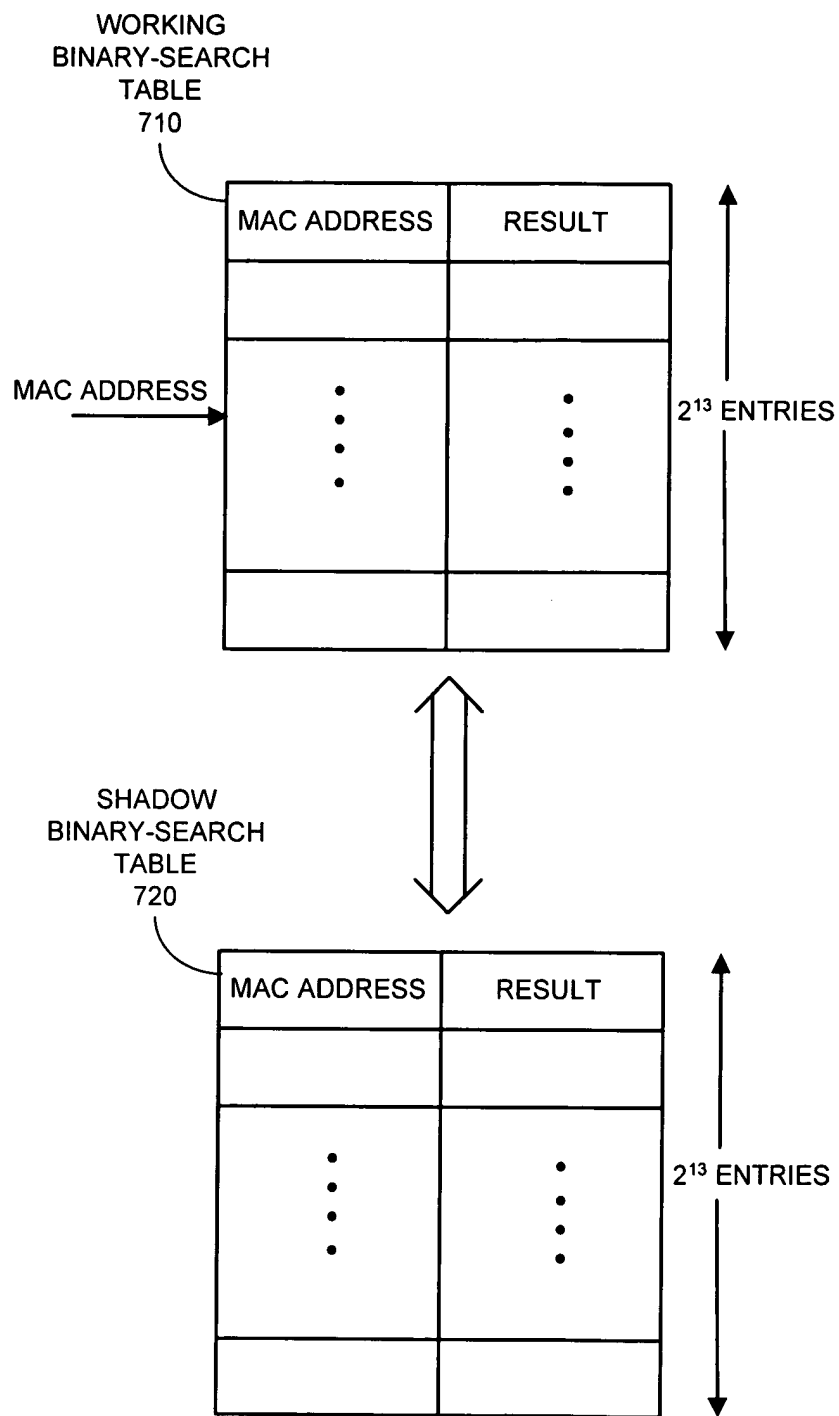 WORKING
BINARY-SEARCH
TABLE
710
MAC ADDRESS RESULT
MAC ADDRESS
2¹³ ENTRIES
SHADOW
BINARY-SEARCH
TABLE
720
MAC ADDRESS RESULT
2¹³ ENTRIES